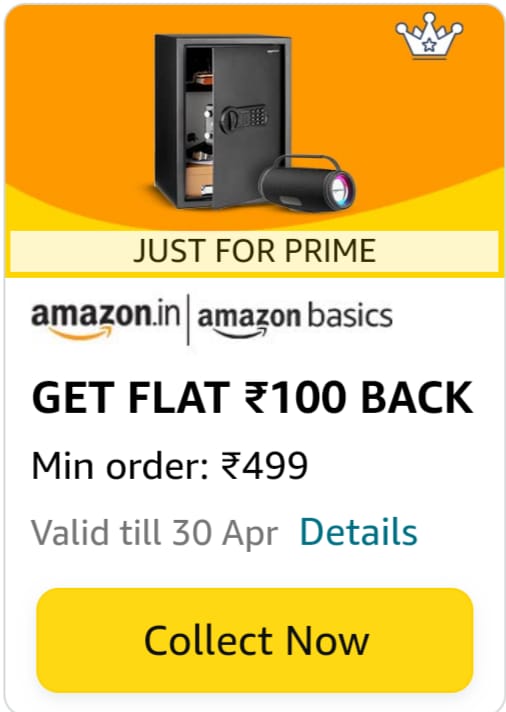 JUST FOR PRIME
amazon.in | amazon basics
GET FLAT ₹100 BACK
Min order: ₹499
Valid till 30 Apr Details
Collect Now